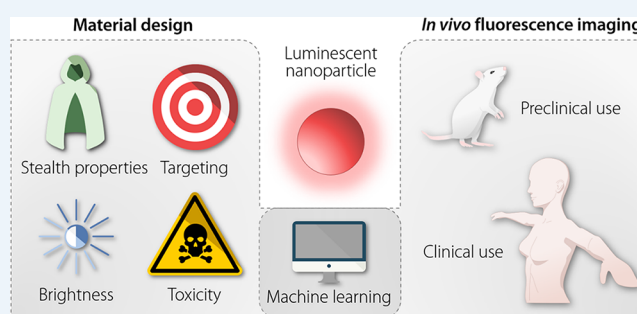 Material design
In vivo fluorescence imaging
Luminescent
nanoparticle
Stealth properties
Targeting
Preclinical use
Clinical use
Brightness
Toxicity
Machine learning